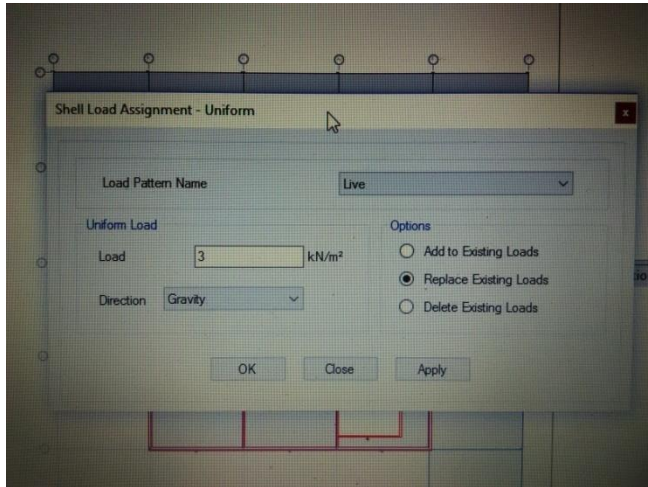 Shell Load Assignment - Uniform
x
Load Pattern Name
Live
Uniform Load
Load
3
kN/m²
Direction
Gravity
Options
Add to Existing Loads
Replace Existing Loads
Delete Existing Loads
OK
Close
Apply